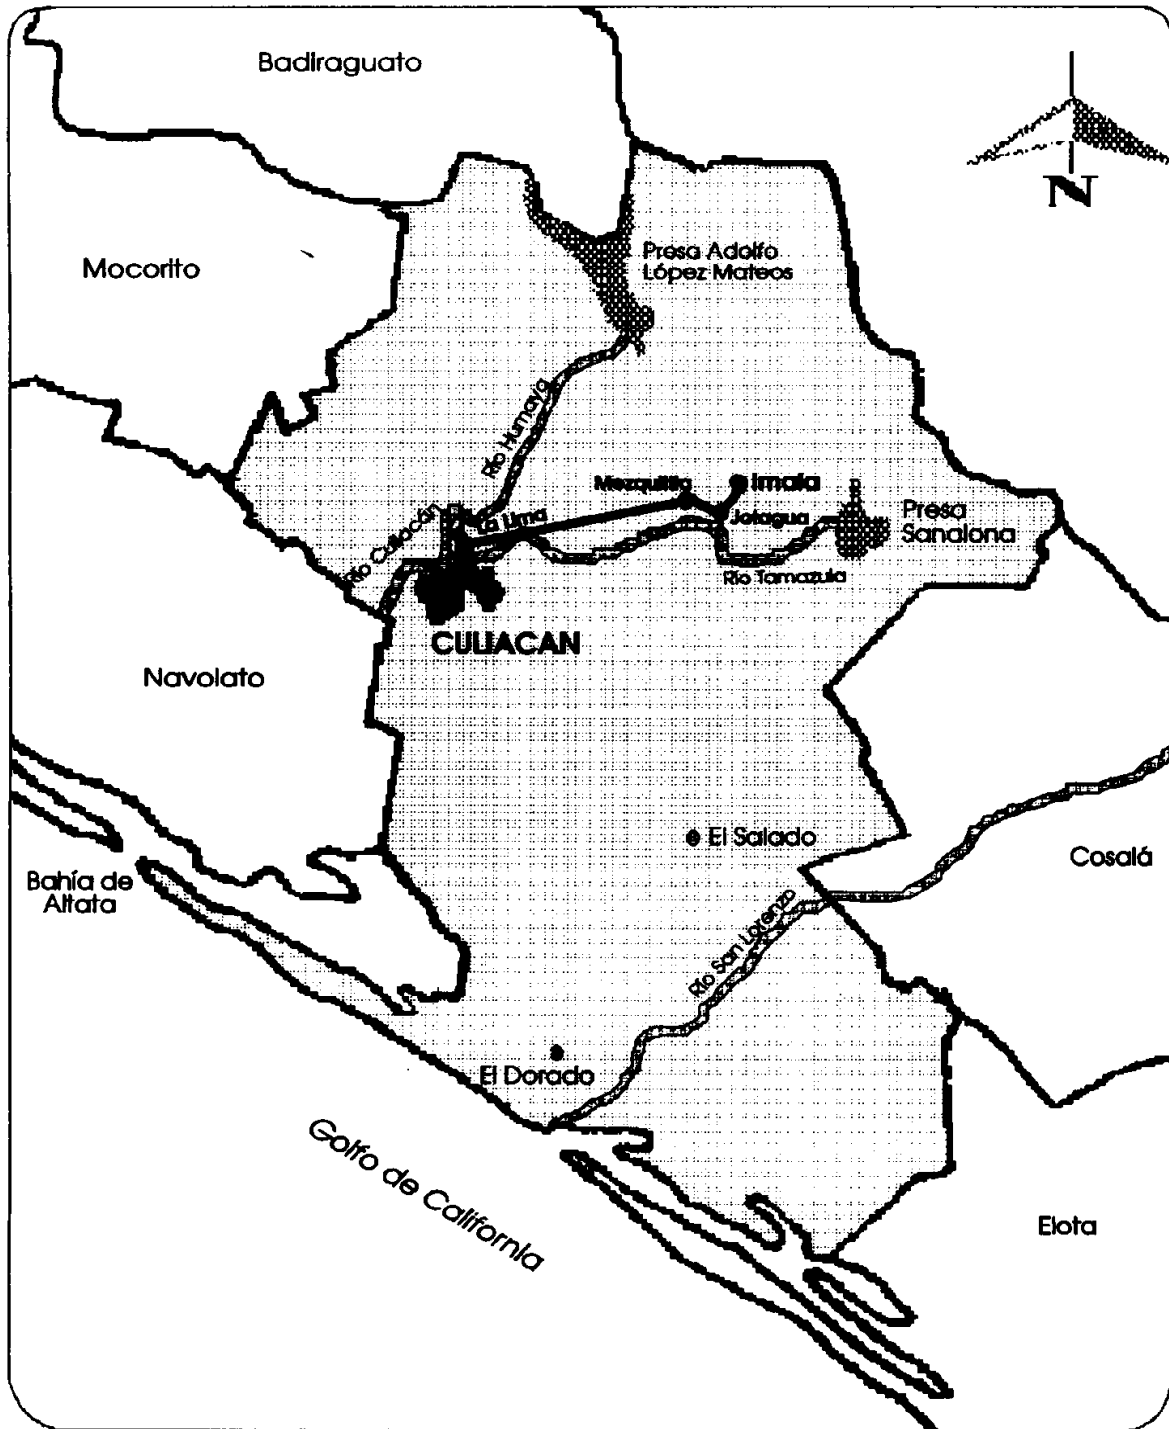 Badiraguato
N
Mocorito
Presa Adolfo
López Mateos
Río Humaya
Mezquitita
Imala
Río Culiacán
La Lima
Jotagua
Presa
Sanalona
Río Tamazula
CULIACAN
Navolato
El Salado
Cosalá
Bahía de
Altata
Río San Lorenzo
El Dorado
Golfo de California
Elota